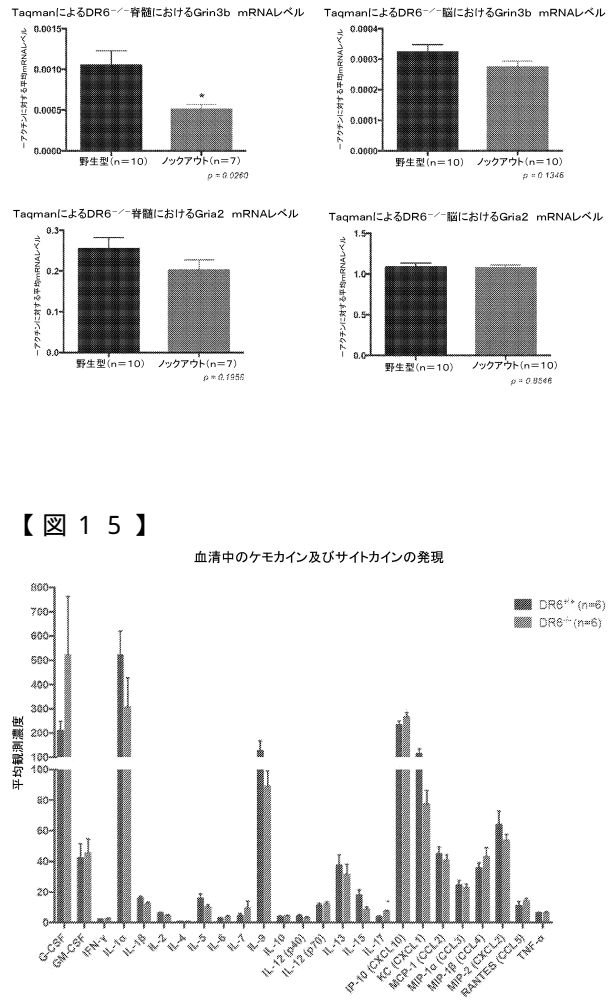 TaqmanによるDR6⁻ᐟ⁻脊髄におけるGrin3b mRNAレベル
ーアクチンに対する平均mRNAレベル
0.0015
0.0010
0.0005
0.0000
*
野生型(n=10) ノックアウト(n=7)
p = 0.0260
TaqmanによるDR6⁻ᐟ⁻脳におけるGrin3b mRNAレベル
ーアクチンに対する平均mRNAレベル
0.0004
0.0003
0.0002
0.0001
0.0000
野生型(n=10) ノックアウト(n=10)
p = 0.1346
TaqmanによるDR6⁻ᐟ⁻脊髄におけるGria2 mRNAレベル
ーアクチンに対する平均mRNAレベル
0.3
0.2
0.1
0.0
野生型(n=10) ノックアウト(n=7)
p = 0.1956
TaqmanによるDR6⁻ᐟ⁻脳におけるGria2 mRNAレベル
ーアクチンに対する平均mRNAレベル
1.5
1.0
0.5
0.0
野生型(n=10) ノックアウト(n=10)
p = 0.8546
【図15】
血清中のケモカイン及びサイトカインの発現
平均観測濃度
800
700
600
500
400
300
200
100
100
80
60
40
20
0
DR6⁺ᐟ⁺ (n=6)
DR6⁻ᐟ⁻ (n=6)
G-CSF
GM-CSF
IFN-γ
IL-1α
IL-1β
IL-2
IL-4
IL-5
IL-6
IL-7
IL-9
IL-10
IL-12 (p40)
IL-12 (p70)
IL-13
IL-15
IL-17
IP-10 (CXCL10)
KC (CXCL1)
MCP-1 (CCL2)
MIP-1α (CCL3)
MIP-1β (CCL4)
MIP-2 (CXCL2)
RANTES (CCL5)
TNF-α